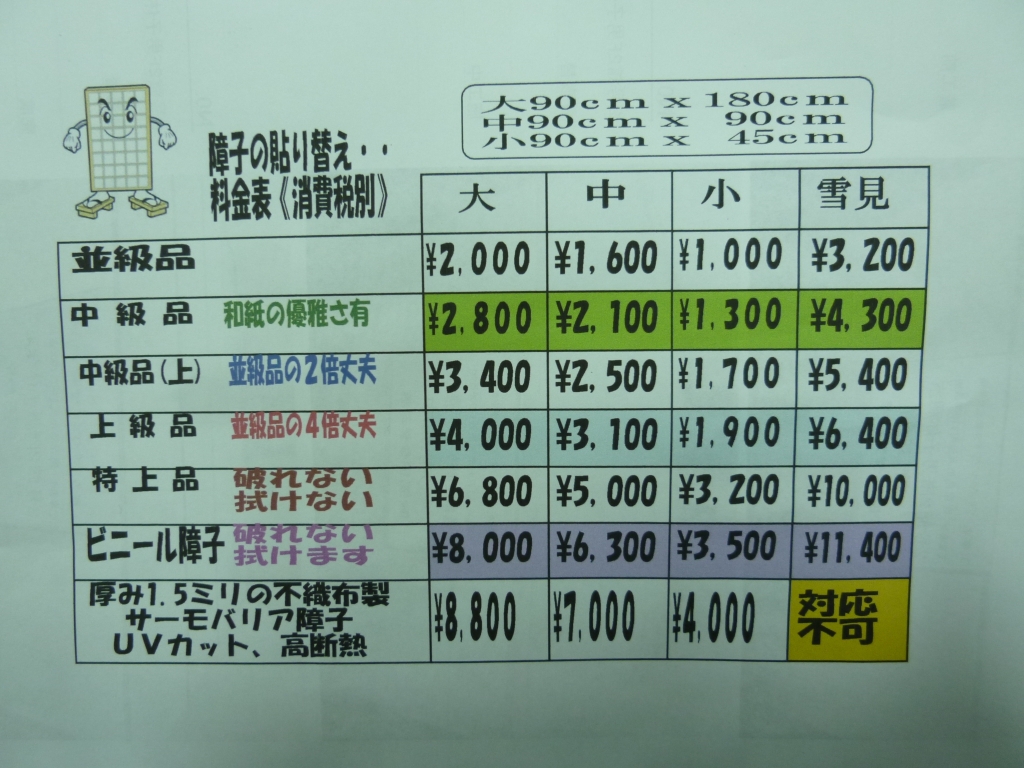 大90cm x 180cm
中90cm x 90cm
小90cm x 45cm
障子の貼り替え・・
料金表《消費税別》
大 中 小 雪見
並級品 ¥2,000 ¥1,600 ¥1,000 ¥3,200
中級品 和紙の優雅さ有 ¥2,800 ¥2,100 ¥1,300 ¥4,300
中級品(上) 並級品の2倍丈夫 ¥3,400 ¥2,500 ¥1,700 ¥5,400
上級品 並級品の4倍丈夫 ¥4,000 ¥3,100 ¥1,900 ¥6,400
特上品 破れない
拭けない ¥6,800 ¥5,000 ¥3,200 ¥10,000
ビニール障子 破れない
拭けます ¥8,000 ¥6,300 ¥3,500 ¥11,400
厚み1.5ミリの不織布製
サーモバリア障子
UVカット、高断熱
¥8,800 ¥7,000 ¥4,000
対応
不可